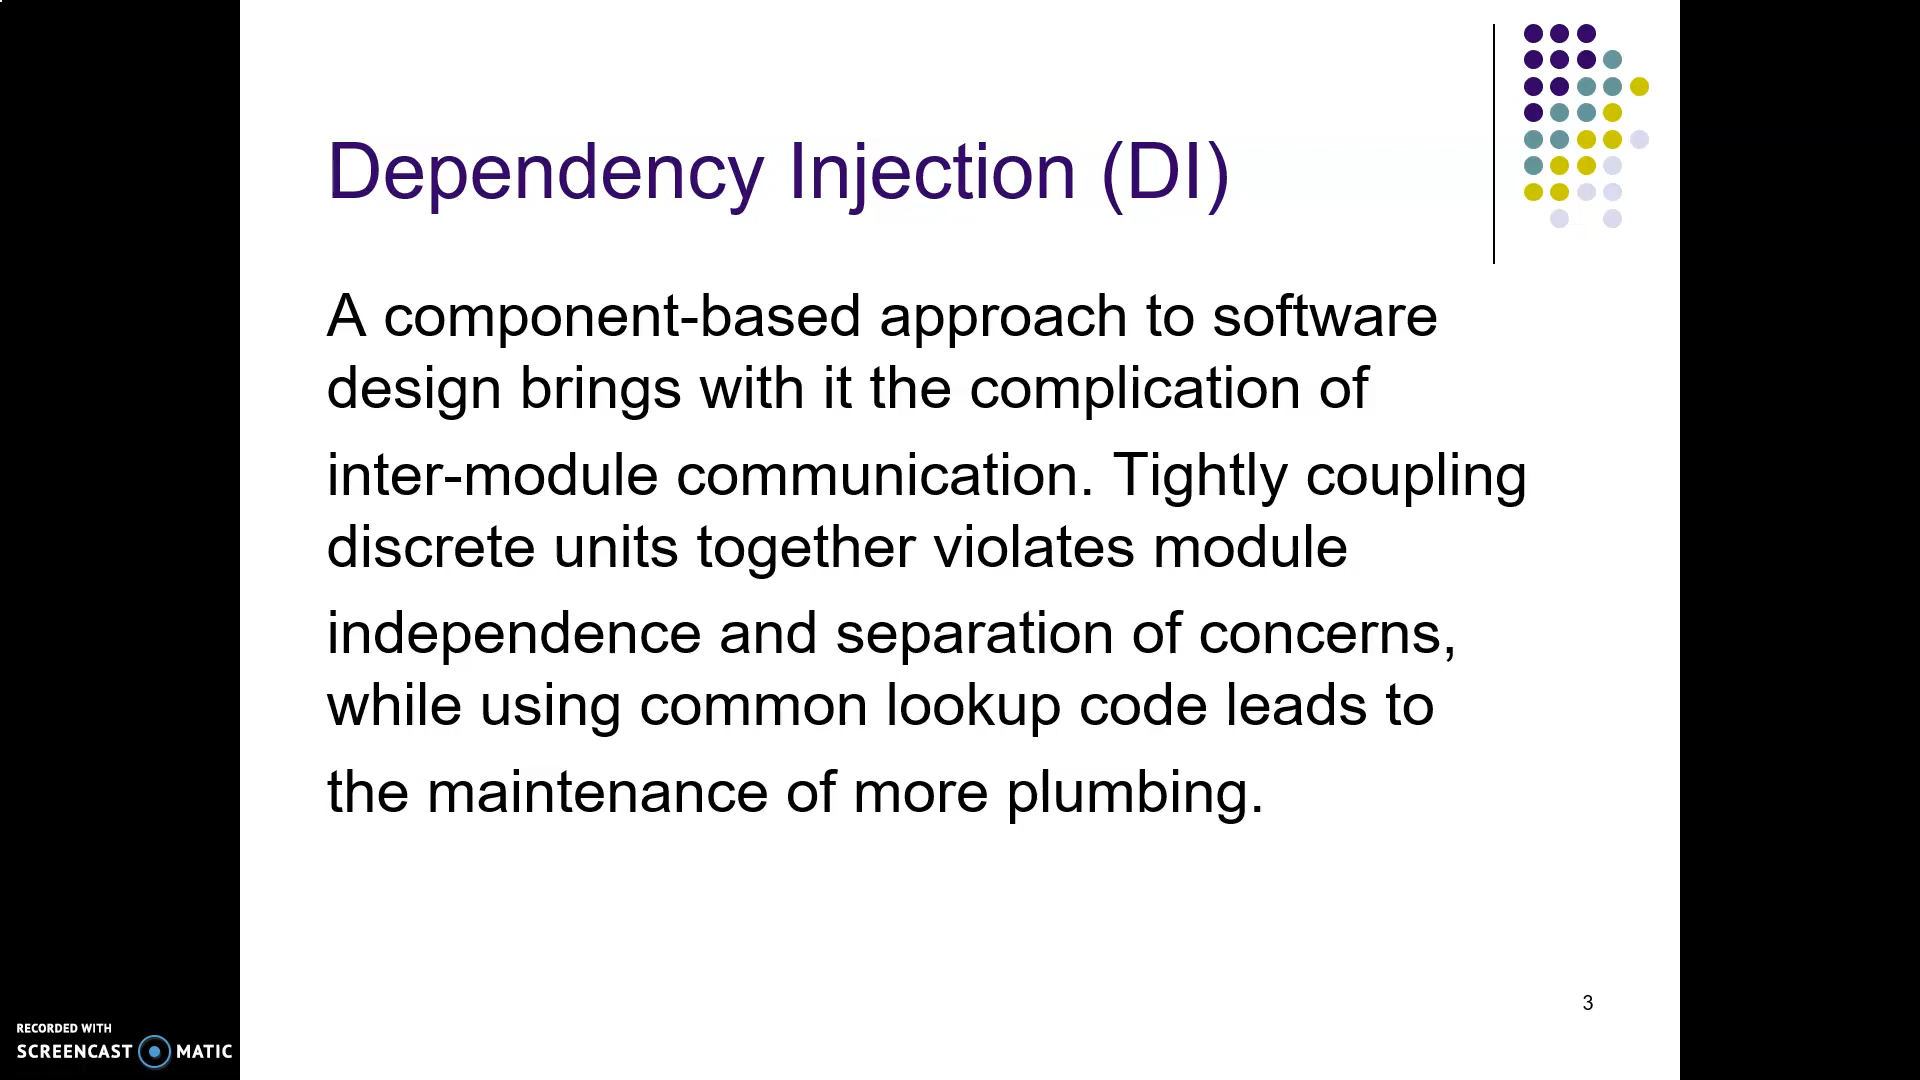 Dependency Injection (DI)
A component-based approach to software
design brings with it the complication of
inter-module communication. Tightly coupling
discrete units together violates module
independence and separation of concerns,
while using common lookup code leads to
the maintenance of more plumbing.
3
RECORDED WITH
SCREENCAST MATIC